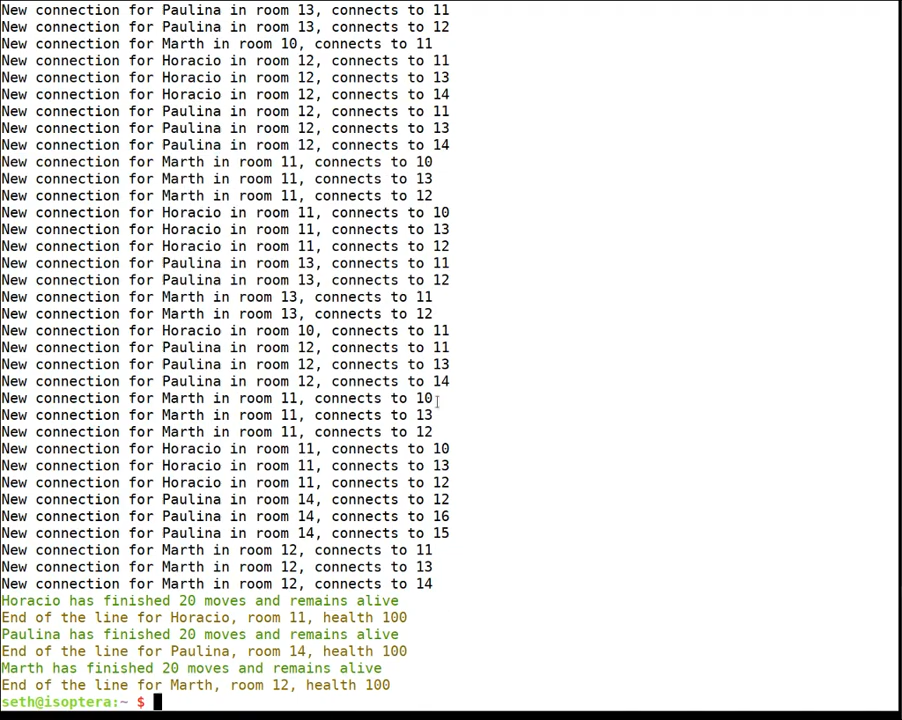 New connection for Paulina in room 13, connects to 11
New connection for Paulina in room 13, connects to 12
New connection for Marth in room 10, connects to 11
New connection for Horacio in room 12, connects to 11
New connection for Horacio in room 12, connects to 13
New connection for Horacio in room 12, connects to 14
New connection for Paulina in room 12, connects to 11
New connection for Paulina in room 12, connects to 13
New connection for Paulina in room 12, connects to 14
New connection for Marth in room 11, connects to 10
New connection for Marth in room 11, connects to 13
New connection for Marth in room 11, connects to 12
New connection for Horacio in room 11, connects to 10
New connection for Horacio in room 11, connects to 13
New connection for Horacio in room 11, connects to 12
New connection for Paulina in room 13, connects to 11
New connection for Paulina in room 13, connects to 12
New connection for Marth in room 13, connects to 11
New connection for Marth in room 13, connects to 12
New connection for Horacio in room 10, connects to 11
New connection for Paulina in room 12, connects to 11
New connection for Paulina in room 12, connects to 13
New connection for Paulina in room 12, connects to 14
New connection for Marth in room 11, connects to 10
New connection for Marth in room 11, connects to 13
New connection for Marth in room 11, connects to 12
New connection for Horacio in room 11, connects to 10
New connection for Horacio in room 11, connects to 13
New connection for Horacio in room 11, connects to 12
New connection for Paulina in room 14, connects to 12
New connection for Paulina in room 14, connects to 16
New connection for Paulina in room 14, connects to 15
New connection for Marth in room 12, connects to 11
New connection for Marth in room 12, connects to 13
New connection for Marth in room 12, connects to 14
Horacio has finished 20 moves and remains alive
End of the line for Horacio, room 11, health 100
Paulina has finished 20 moves and remains alive
End of the line for Paulina, room 14, health 100
Marth has finished 20 moves and remains alive
End of the line for Marth, room 12, health 100
seth@isoptera:~ $